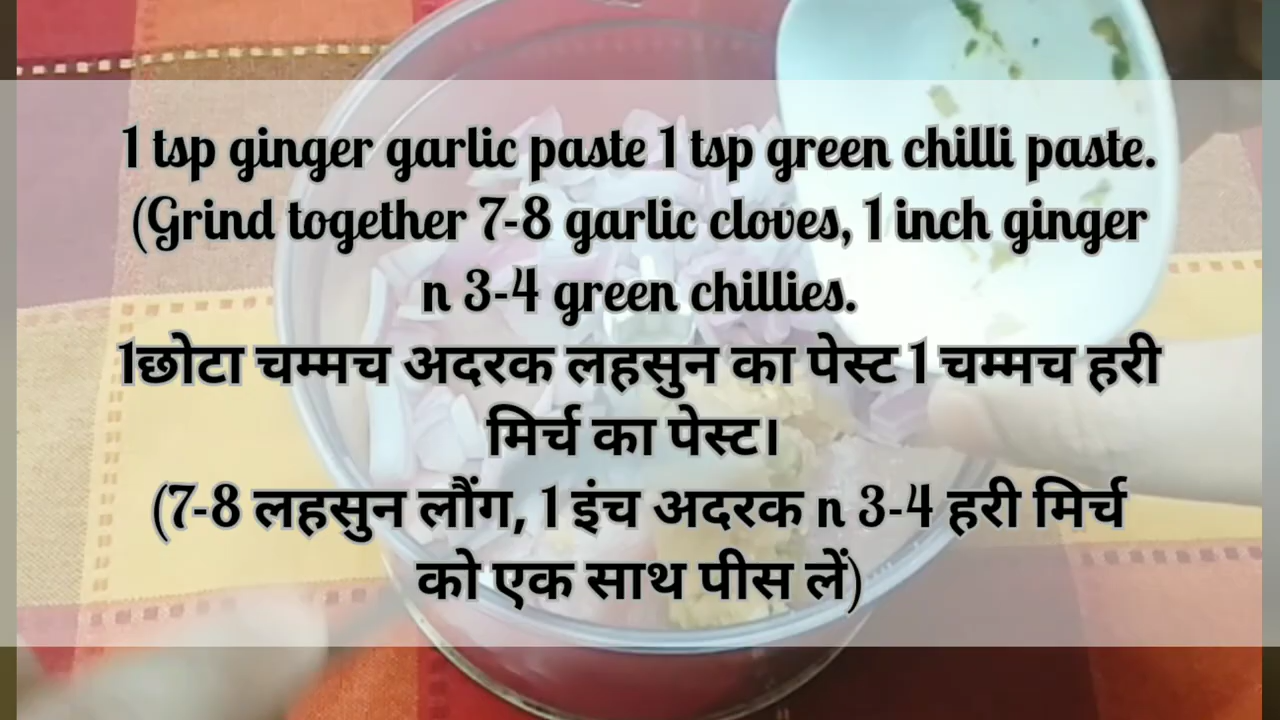 1 tsp ginger garlic paste 1 tsp green chilli paste.
(Grind together 7-8 garlic cloves, 1 inch ginger
n 3-4 green chillies.
1छोटा चम्मच अदरक लहसुन का पेस्ट 1 चम्मच हरी
मिर्च का पेस्ट।
(7-8 लहसुन लौंग, 1 इंच अदरक n 3-4 हरी मिर्च
को एक साथ पीस लें)